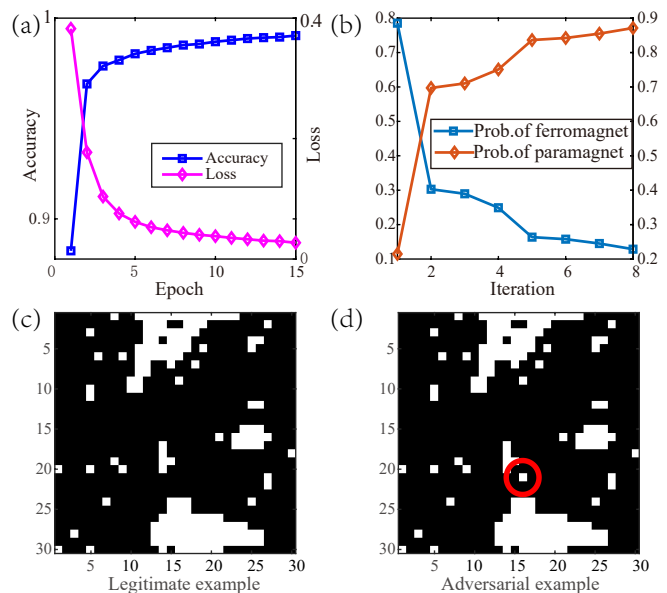 (a)
1
0.9
Accuracy
0.4
0
Loss
Accuracy
Loss
5 10 15
Epoch
(b)
0.8
0.7
0.6
0.5
0.4
0.3
0.2
0.1
0.9
0.8
0.7
0.6
0.5
0.4
0.3
0.2
Prob.of ferromagnet
Prob.of paramagnet
2 4 6 8
Iteration
(c)
5
10
15
20
25
30
5 10 15 20 25 30
Legitimate example
(d)
5
10
15
20
25
30
5 10 15 20 25 30
Adversarial example